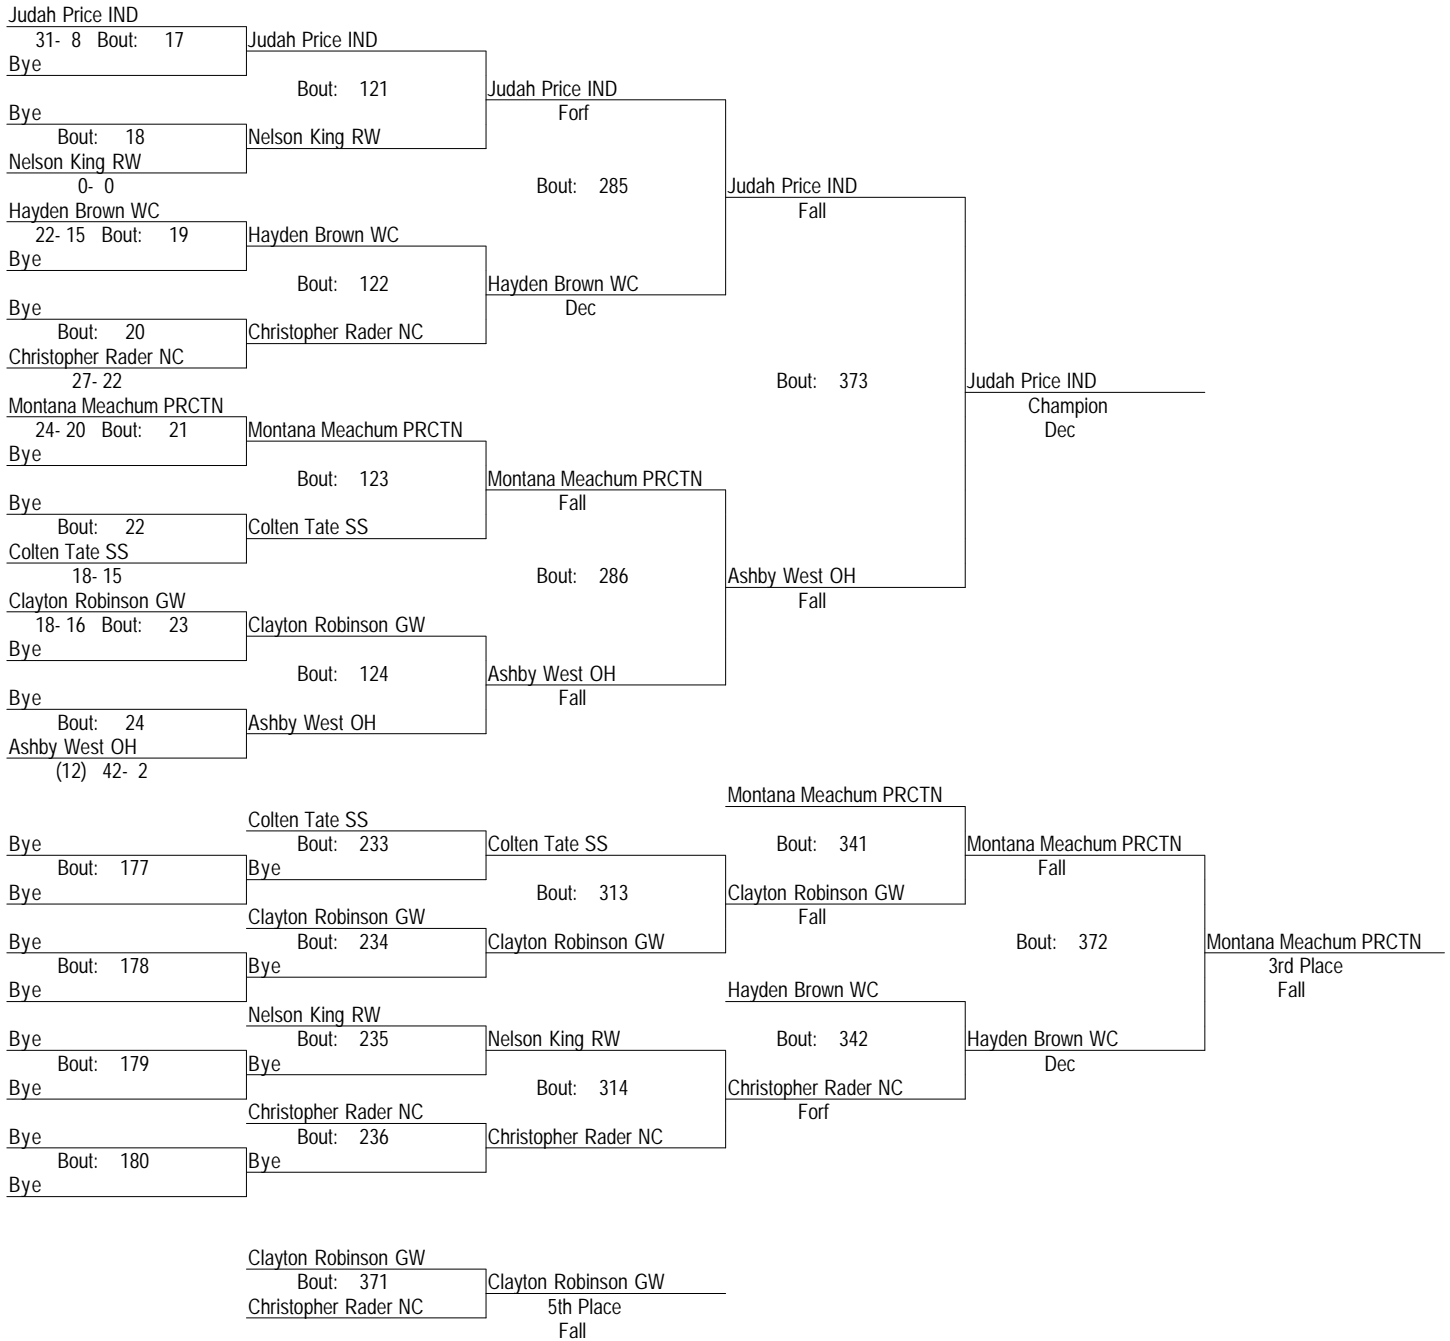 Judah Price IND
31- 8 Bout: 17 Judah Price IND
Bye
Bout: 121 Judah Price IND
Bye Forf
Bout: 18 Nelson King RW
Nelson King RW
0- 0 Bout: 285 Judah Price IND
Hayden Brown WC Fall
22- 15 Bout: 19 Hayden Brown WC
Bye
Bout: 122 Hayden Brown WC
Bye Dec
Bout: 20 Christopher Rader NC
Christopher Rader NC
27- 22 Bout: 373 Judah Price IND
Montana Meachum PRCTN Champion
24- 20 Bout: 21 Montana Meachum PRCTN Dec
Bye
Bout: 123 Montana Meachum PRCTN
Bye Fall
Bout: 22 Colten Tate SS
Colten Tate SS
18- 15 Bout: 286 Ashby West OH
Clayton Robinson GW Fall
18- 16 Bout: 23 Clayton Robinson GW
Bye
Bout: 124 Ashby West OH
Bye Fall
Bout: 24 Ashby West OH
Ashby West OH
(12) 42- 2
Montana Meachum PRCTN
Colten Tate SS
Bye Bout: 233 Colten Tate SS Bout: 341 Montana Meachum PRCTN
Bout: 177 Bye Fall
Bye Bout: 313 Clayton Robinson GW
Clayton Robinson GW Fall
Bye Bout: 234 Clayton Robinson GW Bout: 372 Montana Meachum PRCTN
Bout: 178 Bye 3rd Place
Bye Hayden Brown WC Fall
Nelson King RW
Bye Bout: 235 Nelson King RW Bout: 342 Hayden Brown WC
Bout: 179 Bye Dec
Bye Bout: 314 Christopher Rader NC
Christopher Rader NC Forf
Bye Bout: 236 Christopher Rader NC
Bout: 180 Bye
Bye
Clayton Robinson GW
Bout: 371 Clayton Robinson GW
Christopher Rader NC 5th Place
Fall